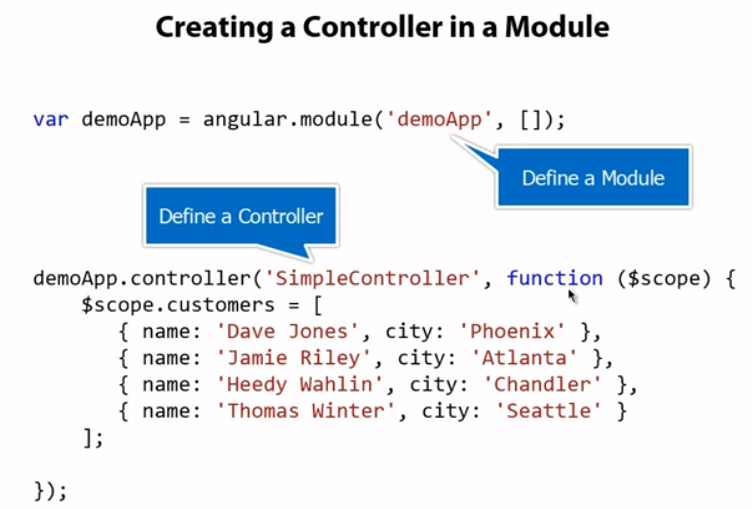 Creating a Controller in a Module
var demoApp = angular.module('demoApp', []);
Define a Module
Define a Controller
demoApp.controller('SimpleController', function ($scope) {
$scope.customers = [
{ name: 'Dave Jones', city: 'Phoenix' },
{ name: 'Jamie Riley', city: 'Atlanta' },
{ name: 'Heedy Wahlin', city: 'Chandler' },
{ name: 'Thomas Winter', city: 'Seattle' }
];
});